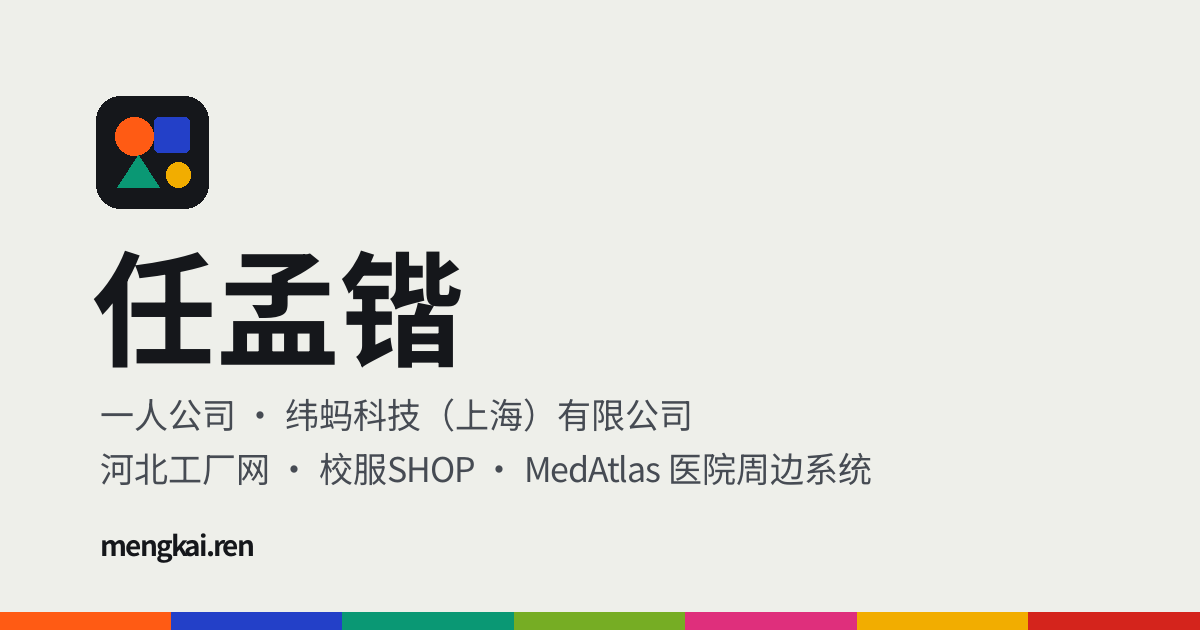 任孟锴
一人公司 · 纬蚂科技（上海）有限公司
河北工厂网 · 校服SHOP · MedAtlas 医院周边系统
mengkai.ren